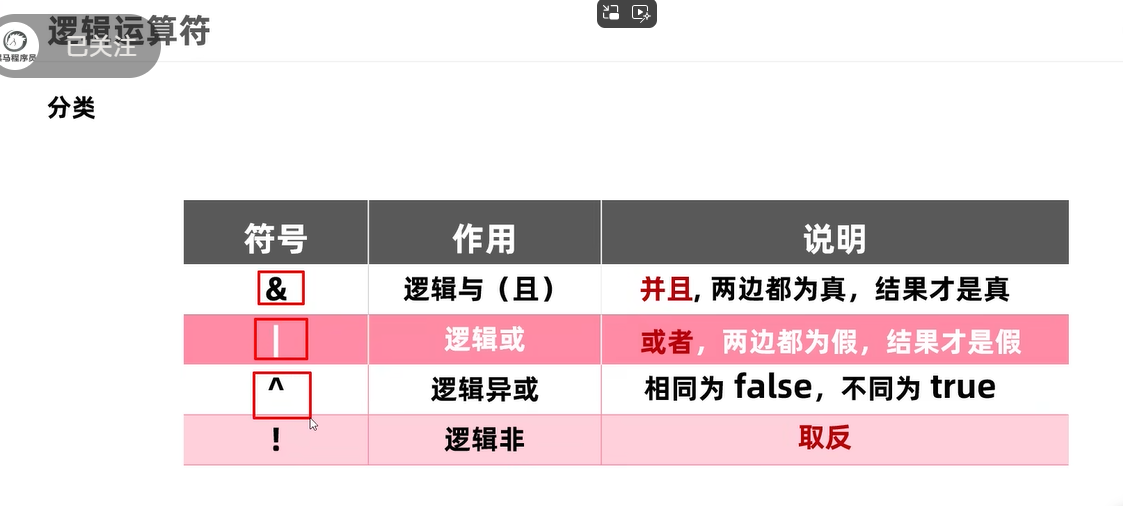 逻辑运算符
已关注
黑马程序员
分类
符号 作用 说明
& 逻辑与（且） 并且, 两边都为真，结果才是真
| 逻辑或 或者，两边都为假，结果才是假
^ 逻辑异或 相同为 false，不同为 true
! 逻辑非 取反